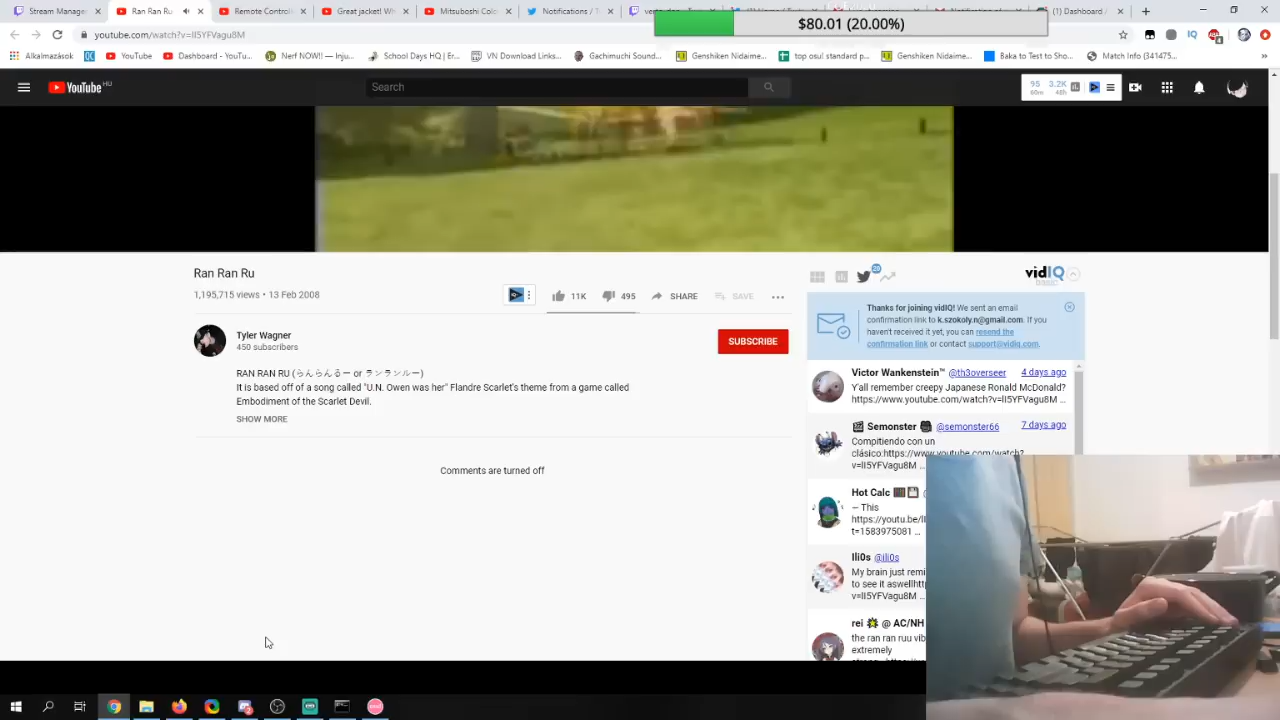 Stream Manager
Ran Ran Ru
Remote Controll
Great jacket! Wh
Mitsuboshi Colo
Notifications / T
$80.01 (20.00%)
(1) Dashboard /
youtube.com/watch?v=lI5YFVagu8M
Alkalmazások
YouTube
Dashboard - YouTu...
Nerf NOW!! - Inju...
School Days HQ | Er...
VN Download Links...
Gachimuchi Sound...
Genshiken Nidaime...
top osu! standard p...
Genshiken Nidaime...
Baka to Test to Sho...
Match Info (341475...
YouTube HU
Search
95
60m
3.2K
48h
Ran Ran Ru
1,195,715 views • 13 Feb 2008
11K
495
SHARE
SAVE
Tyler Wagner
450 subscribers
SUBSCRIBE
RAN RAN RU (らんらんるー or ランランルー)
It is based off of a song called "U.N. Owen was her" Flandre Scarlet's theme from a game called
Embodiment of the Scarlet Devil.
SHOW MORE
Comments are turned off
vidIQ
Thanks for joining vidIQ! We sent an email
confirmation link to k.szokoly.n@gmail.com. If you
haven't received it yet, you can resend the
confirmation link or contact support@vidiq.com.
Victor Wankenstein™ @th3overseer 4 days ago
Y'all remember creepy Japanese Ronald McDonald?
https://www.youtube.com/watch?v=lI5YFVagu8M ...
Semonster @semonster66 7 days ago
Compitiendo con un
clásico:https://www.youtube.com/watch?
v=lI5YFVagu8M ...
Hot Calc
— This
https://youtu.be/lI
t=1583975081 ...
Ili0s @ili0s
My brain just remi
to see it aswellhttp
v=lI5YFVagu8M ...
rei @ AC/NH
the ran ran ruu vib
extremely